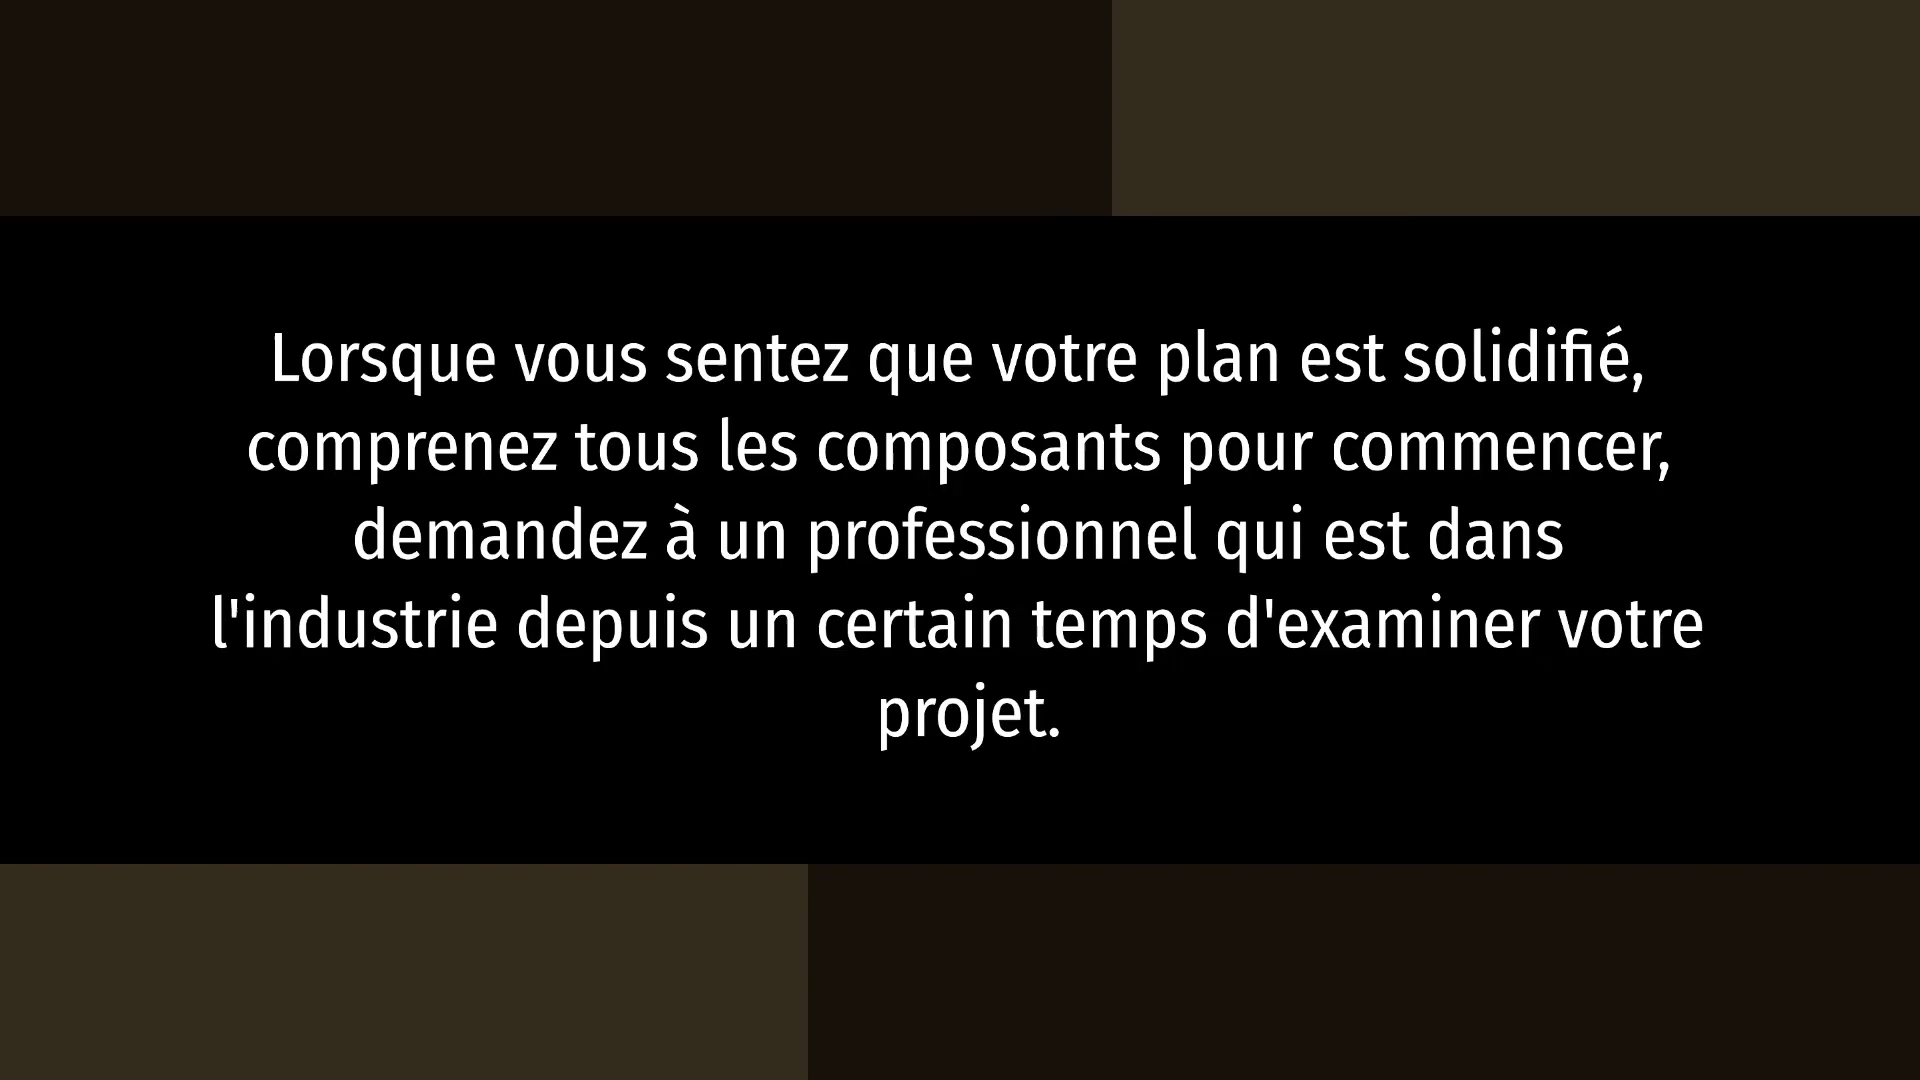 Lorsque vous sentez que votre plan est solidifié,
comprenez tous les composants pour commencer,
demandez à un professionnel qui est dans
l'industrie depuis un certain temps d'examiner votre
projet.